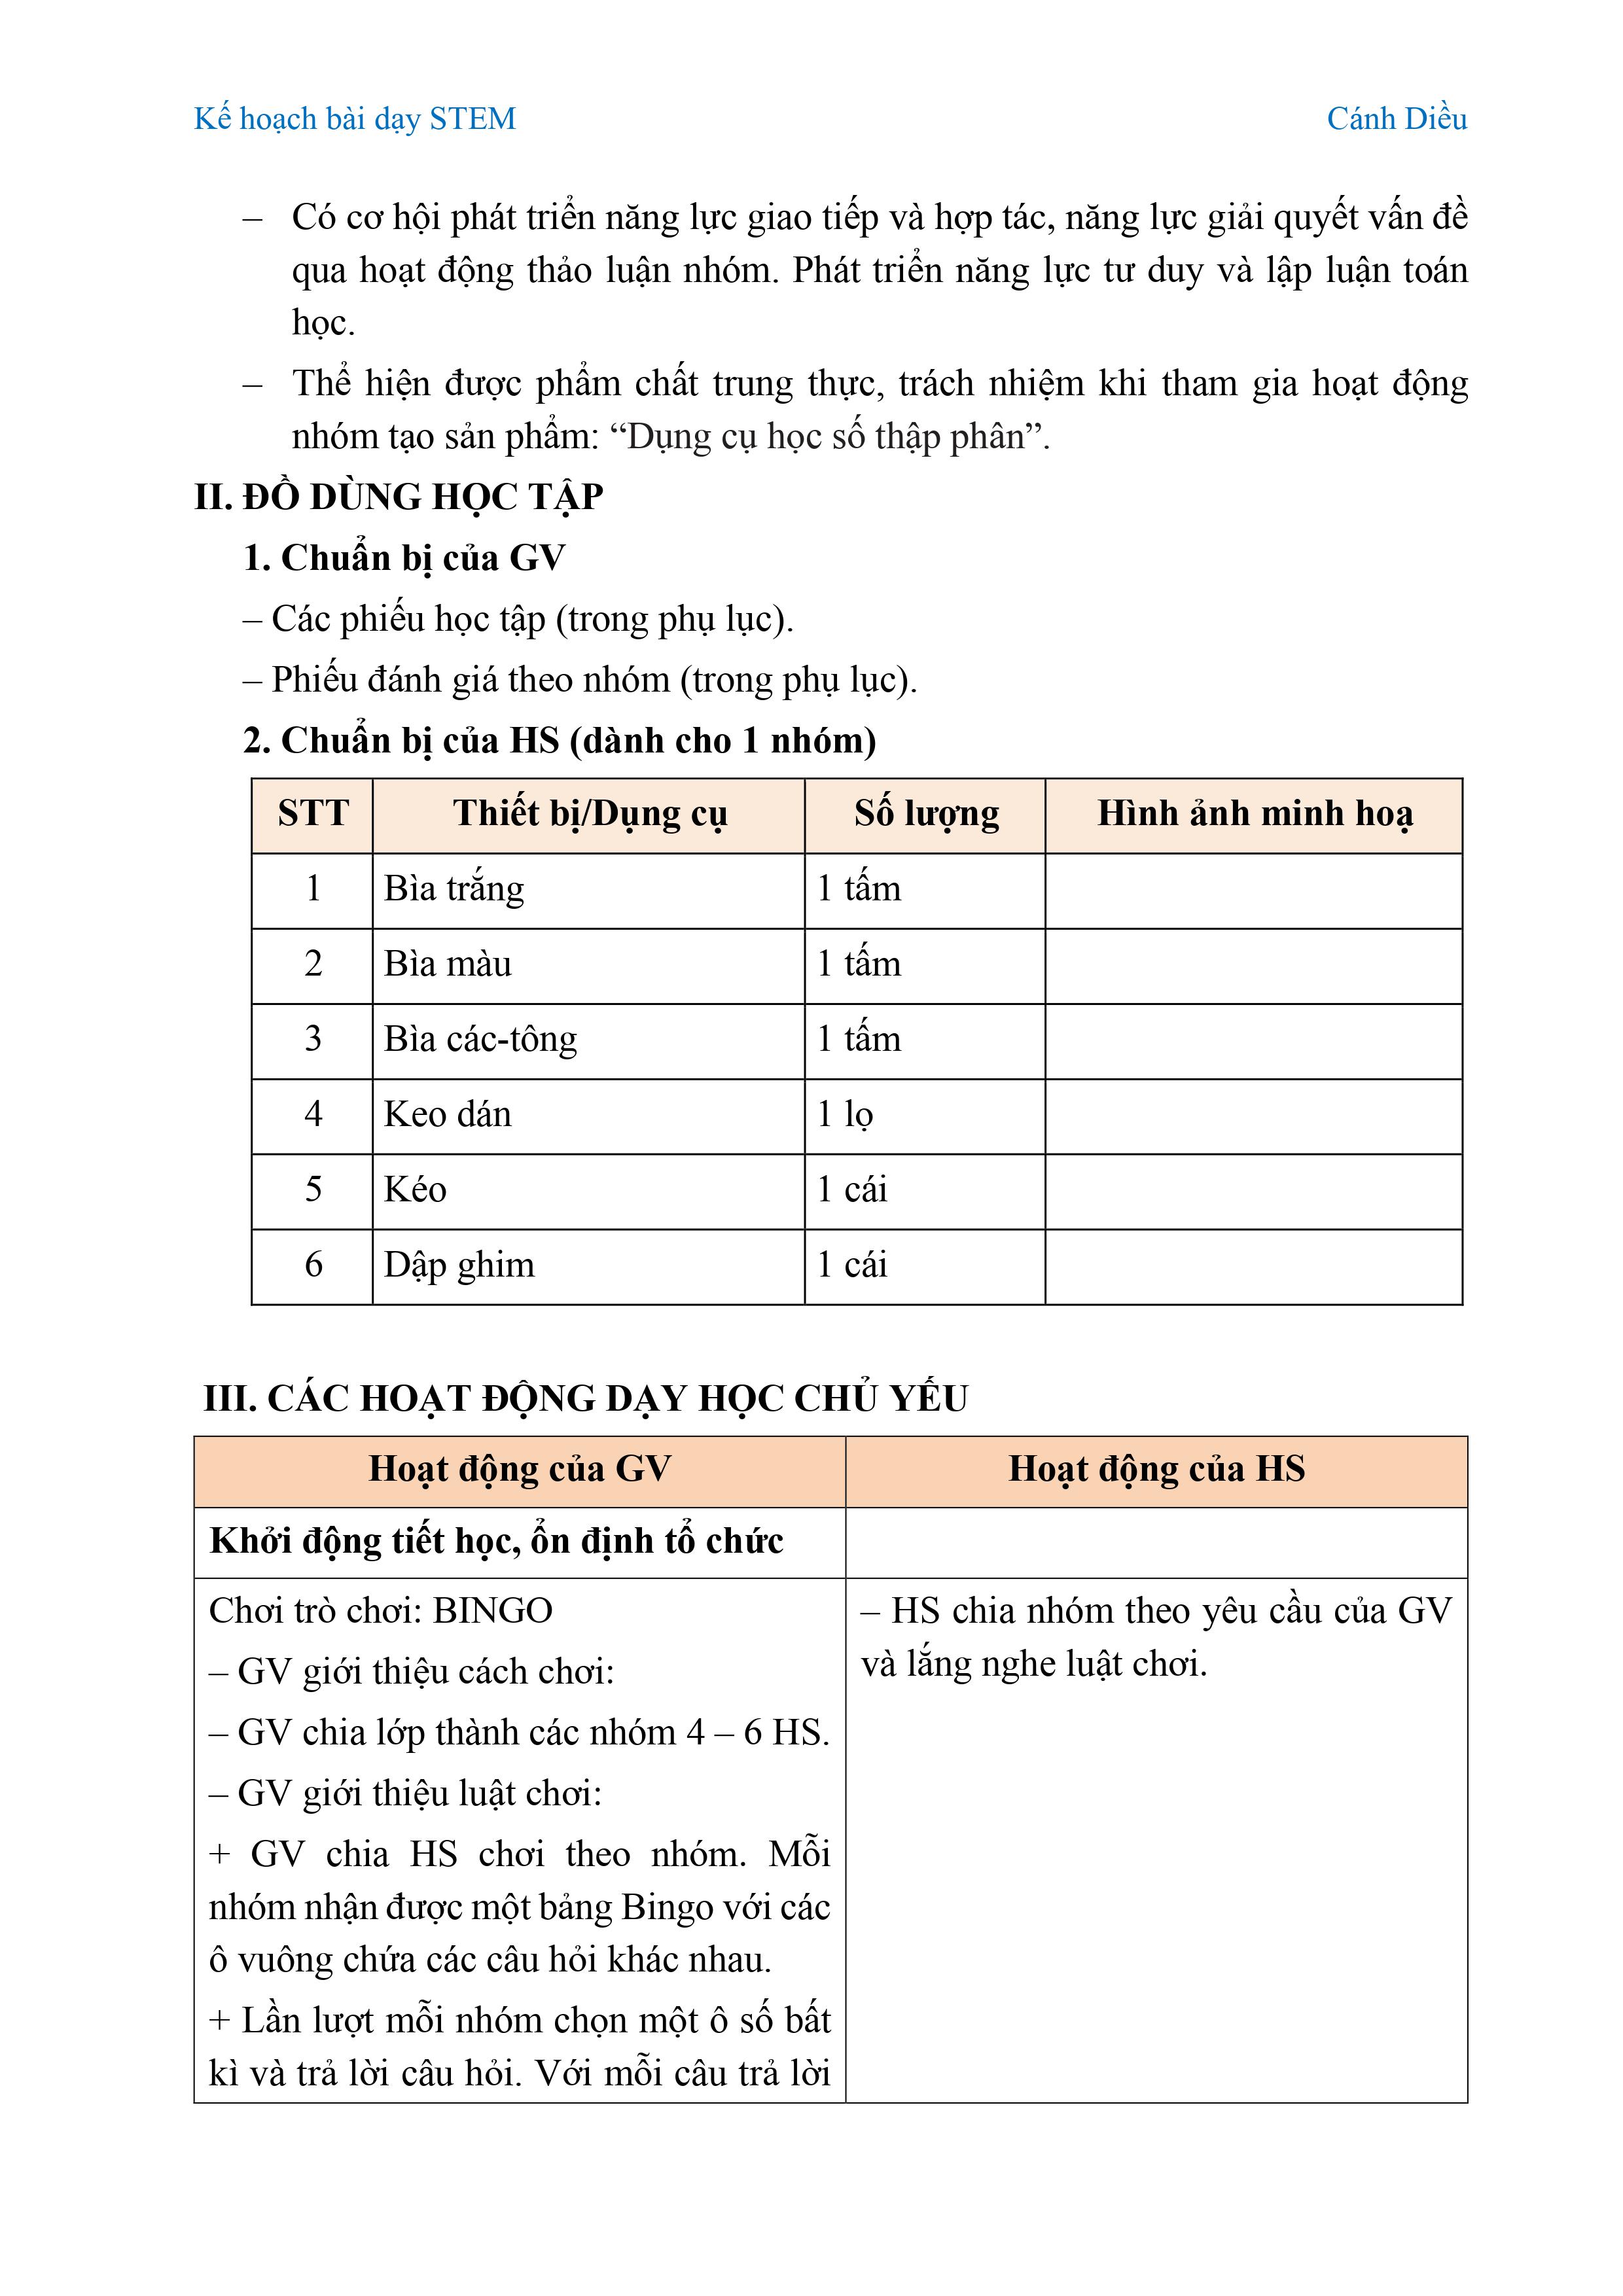 Kế hoạch bài dạy STEM Cánh Diều
– Có cơ hội phát triển năng lực giao tiếp và hợp tác, năng lực giải quyết vấn đề
qua hoạt động thảo luận nhóm. Phát triển năng lực tư duy và lập luận toán
học.
– Thể hiện được phẩm chất trung thực, trách nhiệm khi tham gia hoạt động
nhóm tạo sản phẩm: “Dụng cụ học số thập phân”.
II. ĐỒ DÙNG HỌC TẬP
1. Chuẩn bị của GV
– Các phiếu học tập (trong phụ lục).
– Phiếu đánh giá theo nhóm (trong phụ lục).
2. Chuẩn bị của HS (dành cho 1 nhóm)
STT Thiết bị/Dụng cụ Số lượng Hình ảnh minh hoạ
1 Bìa trắng 1 tấm
2 Bìa màu 1 tấm
3 Bìa các-tông 1 tấm
4 Keo dán 1 lọ
5 Kéo 1 cái
6 Dập ghim 1 cái
III. CÁC HOẠT ĐỘNG DẠY HỌC CHỦ YẾU
Hoạt động của GV Hoạt động của HS
Khởi động tiết học, ổn định tổ chức
Chơi trò chơi: BINGO
– GV giới thiệu cách chơi:
– GV chia lớp thành các nhóm 4 – 6 HS.
– GV giới thiệu luật chơi:
+ GV chia HS chơi theo nhóm. Mỗi
nhóm nhận được một bảng Bingo với các
ô vuông chứa các câu hỏi khác nhau.
+ Lần lượt mỗi nhóm chọn một ô số bất
kì và trả lời câu hỏi. Với mỗi câu trả lời
– HS chia nhóm theo yêu cầu của GV
và lắng nghe luật chơi.